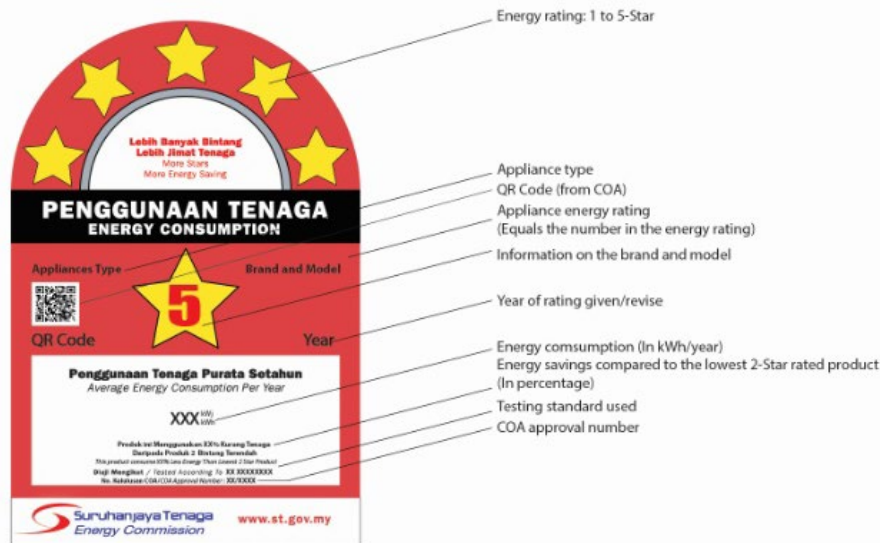 Energy rating: 1 to 5-Star
Lebih Banyak Bintang
Lebih Jimat Tenaga
More Stars
More Energy Saving
PENGGUNAAN TENAGA
ENERGY CONSUMPTION
Appliances Type
Brand and Model
5
QR Code
Year
Penggunaan Tenaga Purata Setahun
Average Energy Consumption Per Year
XXX kWj
kWh
Produk ini Menggunakan XX% Kurang Tenaga
Daripada Produk 2 Bintang Terendah
This product consume XX% Less Energy Than Lowest 2 Star Product
Diuji Mengikut / Tested According To XX XXXXXXXX
No. Kelulusan COA/COA Approval Number: XX/XXXX
Suruhanjaya Tenaga
Energy Commission
www.st.gov.my
Appliance type
QR Code (from COA)
Appliance energy rating
(Equals the number in the energy rating)
Information on the brand and model
Year of rating given/revise
Energy comsumption (In kWh/year)
Energy savings compared to the lowest 2-Star rated product
(In percentage)
Testing standard used
COA approval number